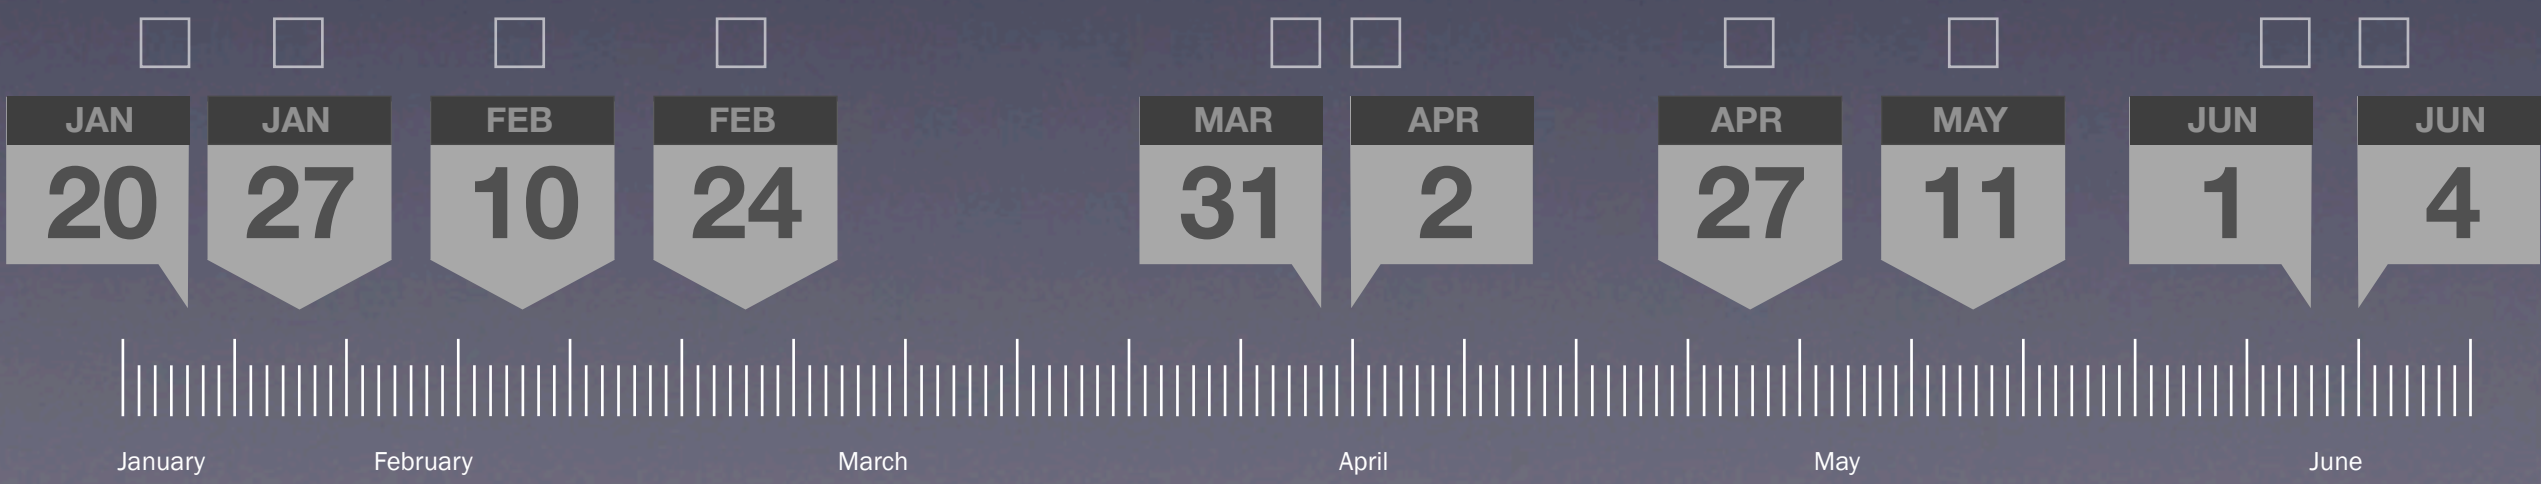 JAN JAN FEB FEB MAR APR APR MAY JUN JUN
20 27 10 24 31 2 27 11 1 4
January February March April May June